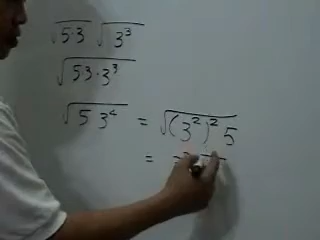 √5·3 √3³
√5·3·3³
√5 3⁴ = √(3²)² 5
=